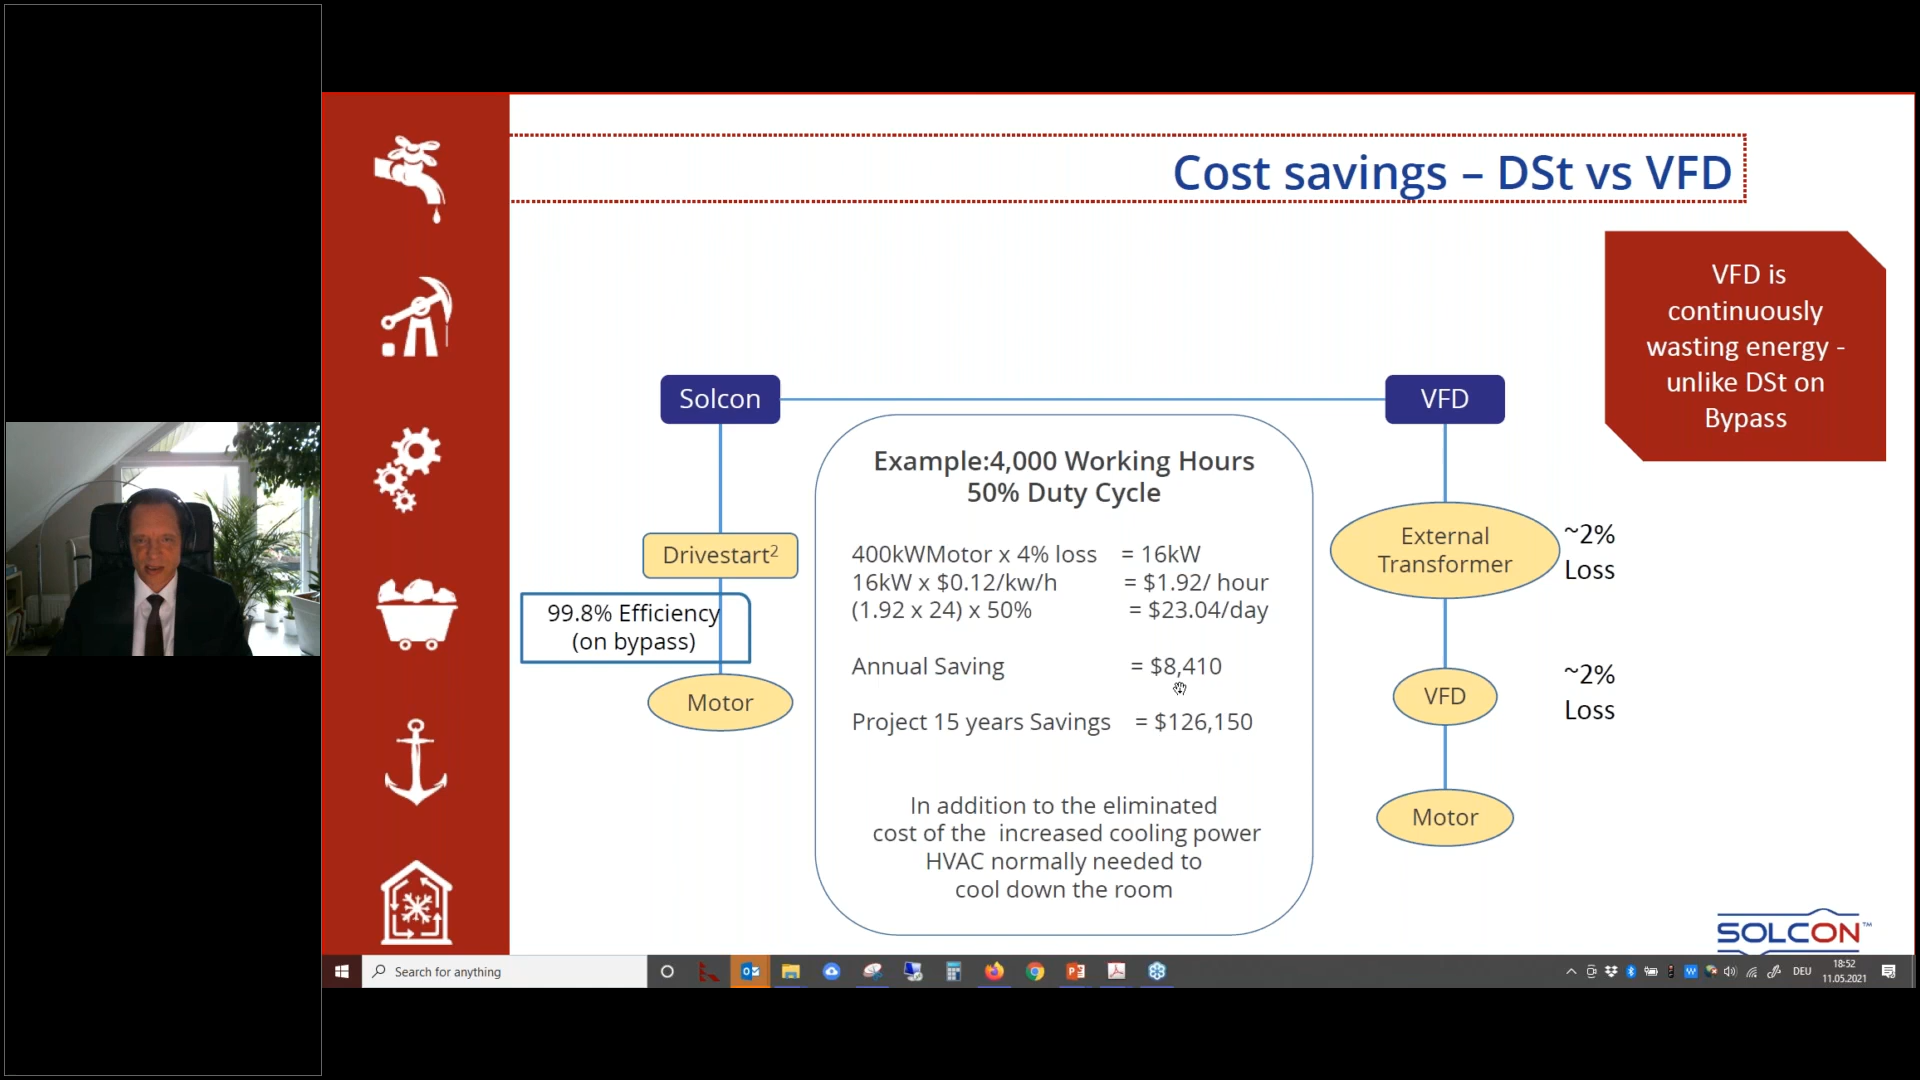 Cost savings – DSt vs VFD
VFD is
continuously
wasting energy -
unlike DSt on
Bypass
Solcon
VFD
Example:4,000 Working Hours
50% Duty Cycle
400kWMotor x 4% loss = 16kW
16kW x $0.12/kw/h = $1.92/ hour
(1.92 x 24) x 50% = $23.04/day
Annual Saving = $8,410
Project 15 years Savings = $126,150
In addition to the eliminated
cost of the increased cooling power
HVAC normally needed to
cool down the room
Drivestart²
99.8% Efficiency
(on bypass)
Motor
External
Transformer
~2%
Loss
VFD
~2%
Loss
Motor
SOLCON™
Search for anything
DEU
18:52
11.05.2021